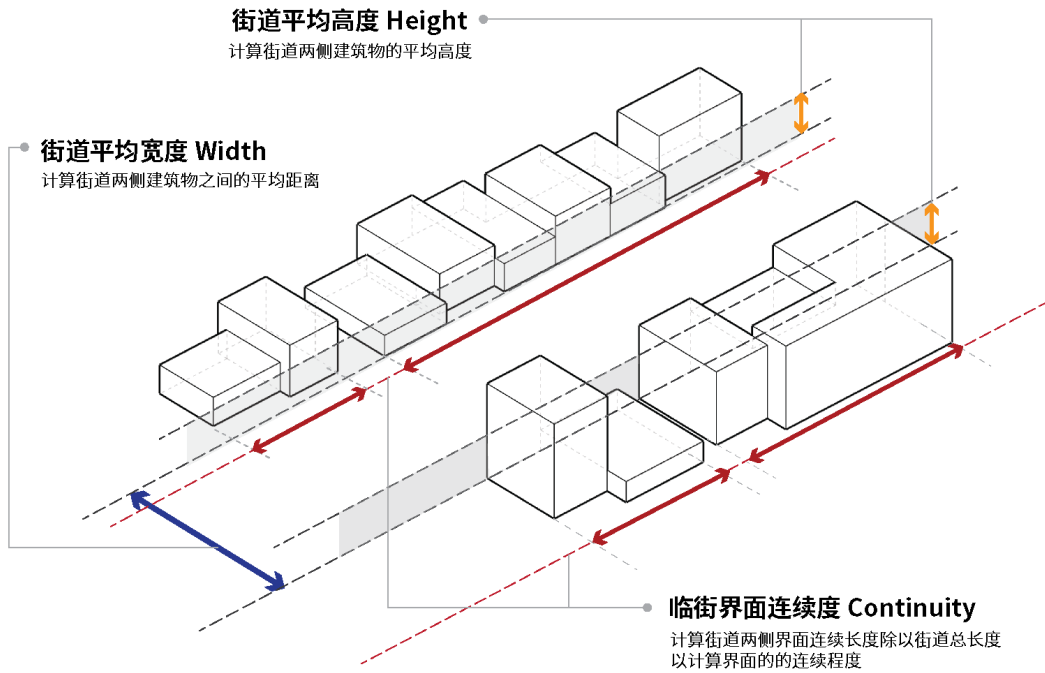 街道平均高度 Height
计算街道两侧建筑物的平均高度
街道平均宽度 Width
计算街道两侧建筑物之间的平均距离
临街界面连续度 Continuity
计算街道两侧界面连续长度除以街道总长度
以计算界面的的连续程度